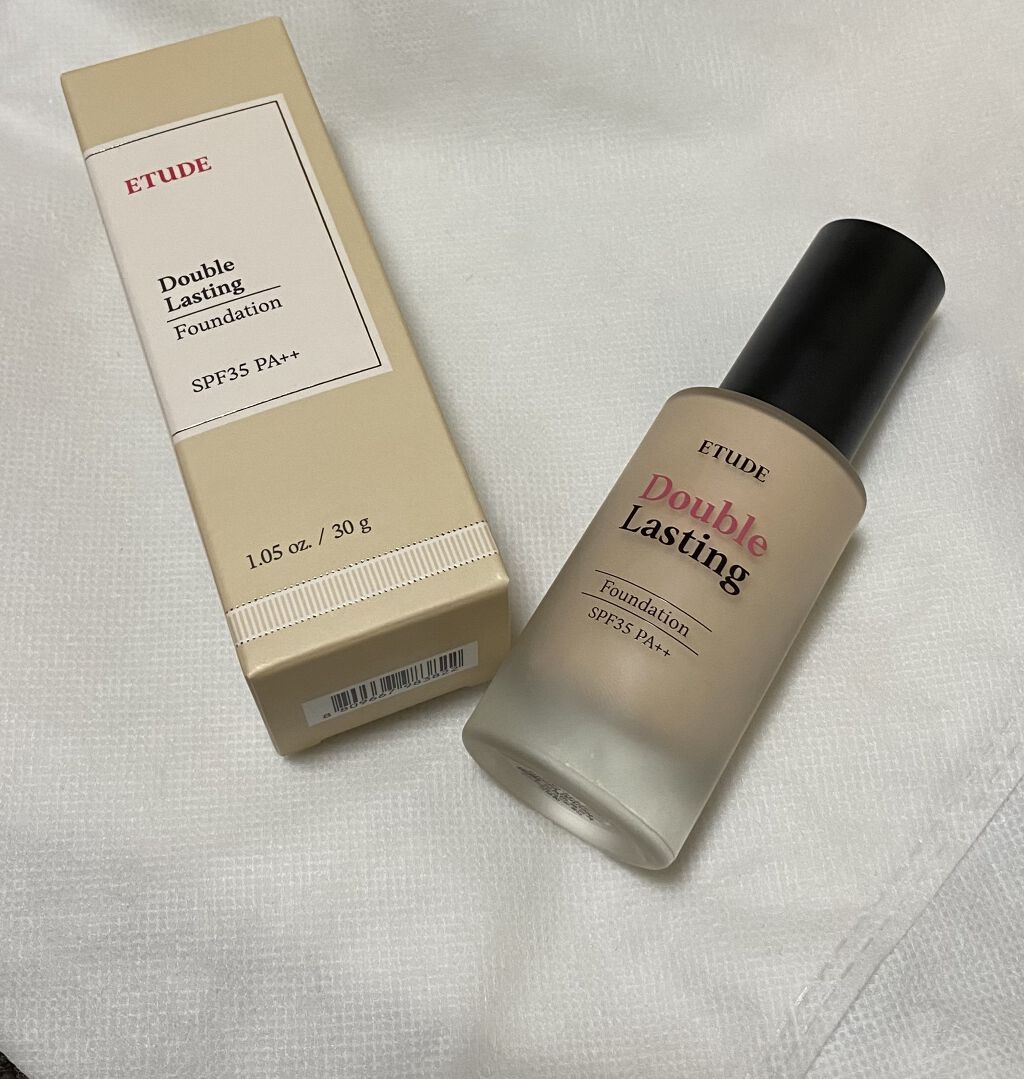 ETUDE
Double
Lasting
Foundation
SPF35 PA++
1.05 oz. / 30 g
ETUDE
Double
Lasting
Foundation
SPF35 PA++